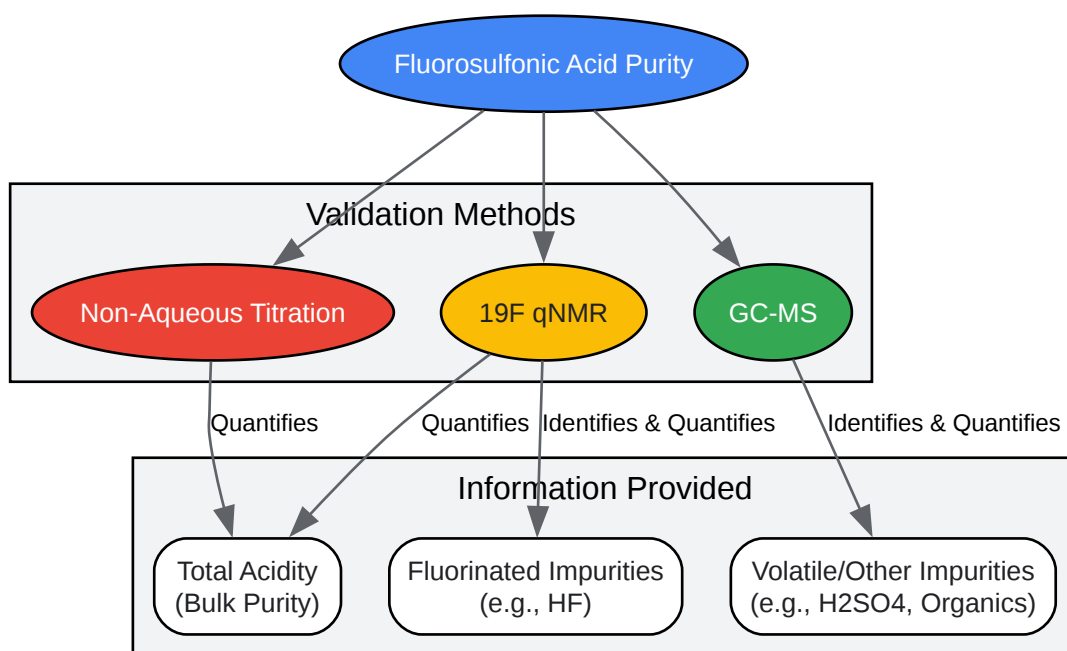 Fluorosulfonic Acid Purity
Validation Methods
Non-Aqueous Titration
19F qNMR
GC-MS
Quantifies
Quantifies
Identifies & Quantifies
Identifies & Quantifies
Information Provided
Total Acidity
(Bulk Purity)
Fluorinated Impurities
(e.g., HF)
Volatile/Other Impurities
(e.g., H2SO4, Organics)